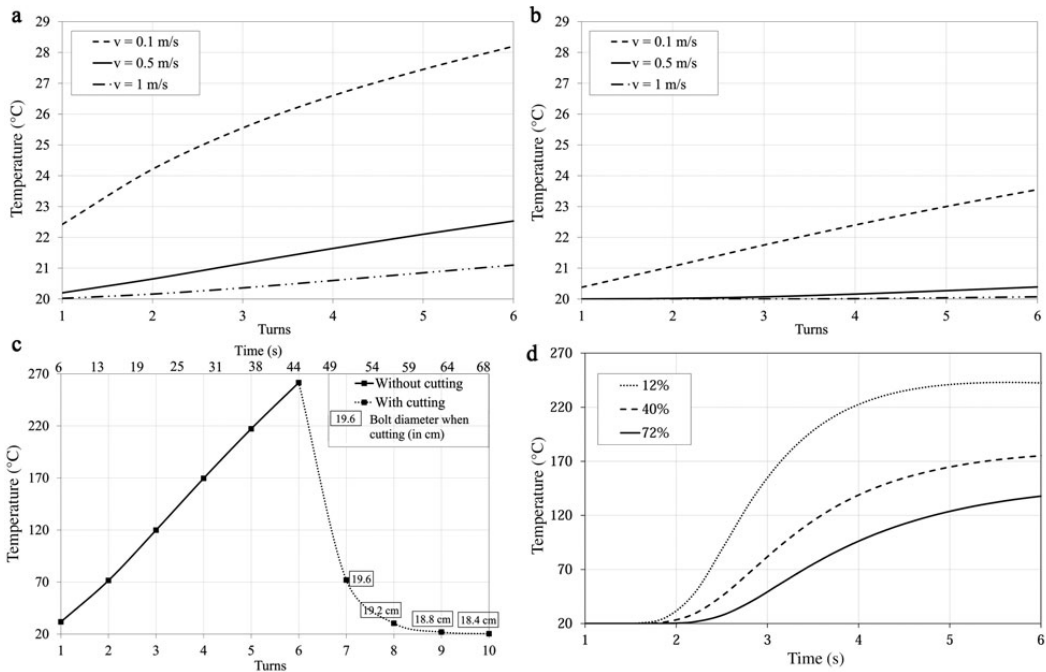 a
Temperature (°C)
29
28
27
26
25
24
23
22
21
20
v = 0.1 m/s
v = 0.5 m/s
v = 1 m/s
1 2 3 4 5 6
Turns
b
Temperature (°C)
29
28
27
26
25
24
23
22
21
20
v = 0.1 m/s
v = 0.5 m/s
v = 1 m/s
1 2 3 4 5 6
Turns
c
Time (s)
6 13 19 25 31 38 44 49 54 59 64 68
Temperature (°C)
270
220
170
120
70
20
Without cutting
With cutting
19.6 Bolt diameter when
cutting (in cm)
19.6
19.2 cm
18.8 cm
18.4 cm
1 2 3 4 5 6 7 8 9 10
Turns
d
Temperature (°C)
270
220
170
120
70
20
12%
40%
72%
1 2 3 4 5 6
Time (s)